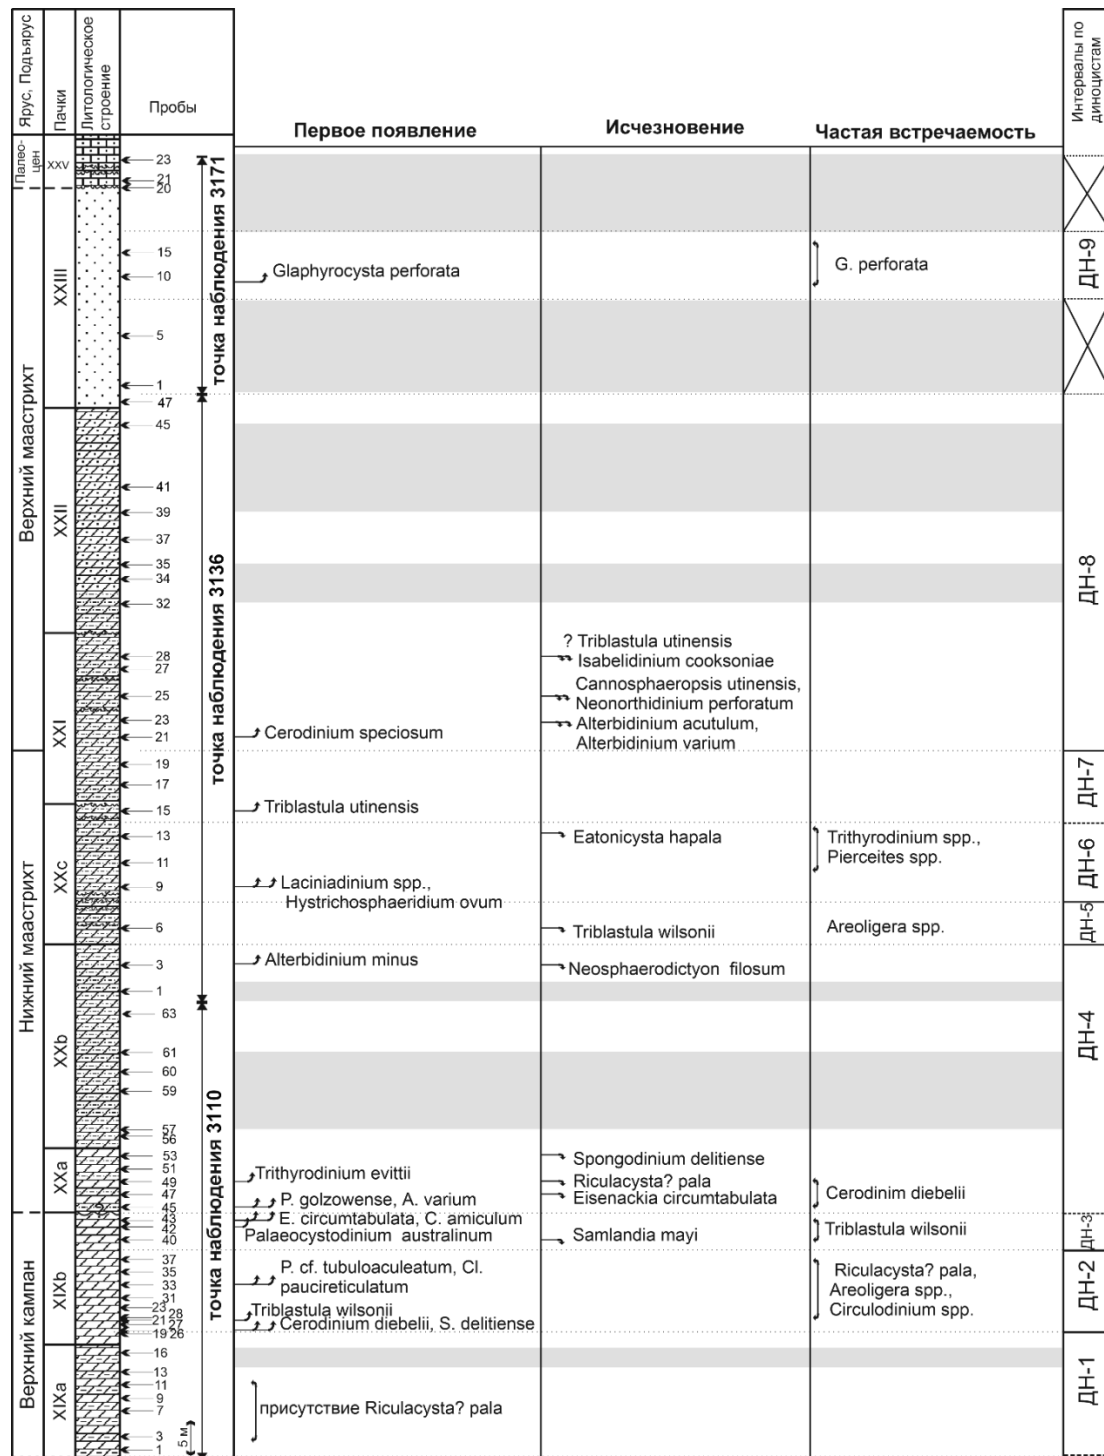 Ярус, Подъярус
Пачки
Литологическое
строение
Пробы
Первое появление
Исчезновение
Частая встречаемость
Интервалы по
диноцистам
Палео-
цен
XXV
23
21
20
точка наблюдения 3171
XXIII
15
10
Glaphyrocysta perforata
G. perforata
ДН-9
5
1
47
Верхний маастрихт
XXII
45
41
39
37
35
34
32
точка наблюдения 3136
ДН-8
XXI
28
27
25
23
21
19
17
? Triblastula utinensis
Isabelidinium cooksoniae
Cannosphaeropsis utinensis,
Neonorthidinium perforatum
Alterbidinium acutulum,
Alterbidinium varium
Cerodinium speciosum
ДН-7
Нижний маастрихт
XXc
15
13
11
9
6
Triblastula utinensis
Eatonicysta hapala
Trithyrodinium spp.,
Pierceites spp.
ДН-6
Laciniadinium spp.,
Hystrichosphaeridium ovum
Triblastula wilsonii
Areoligera spp.
ДН-5
XXb
3
1
63
61
60
59
57
56
Alterbidinium minus
Neosphaerodictyon filosum
ДН-4
точка наблюдения 3110
XXa
53
51
49
47
45
Spongodinium delitiense
Trithyrodinium evittii
Riculacysta? pala
Eisenackia circumtabulata
Cerodinim diebelii
P. golzowense, A. varium
Верхний кампан
XIXb
43
42
40
37
35
33
31
23
28
21
27
19 26
E. circumtabulata, C. amiculum
Palaeocystodinium australinum
Samlandia mayi
Triblastula wilsonii
ДН-3
P. cf. tubuloaculeatum, Cl.
paucireticulatum
Riculacysta? pala,
Areoligera spp.,
Circulodinium spp.
ДН-2
Triblastula wilsonii
Cerodinium diebelii, S. delitiense
XIXa
16
13
11
9
7
3
1
5 м
присутствие Riculacysta? pala
ДН-1